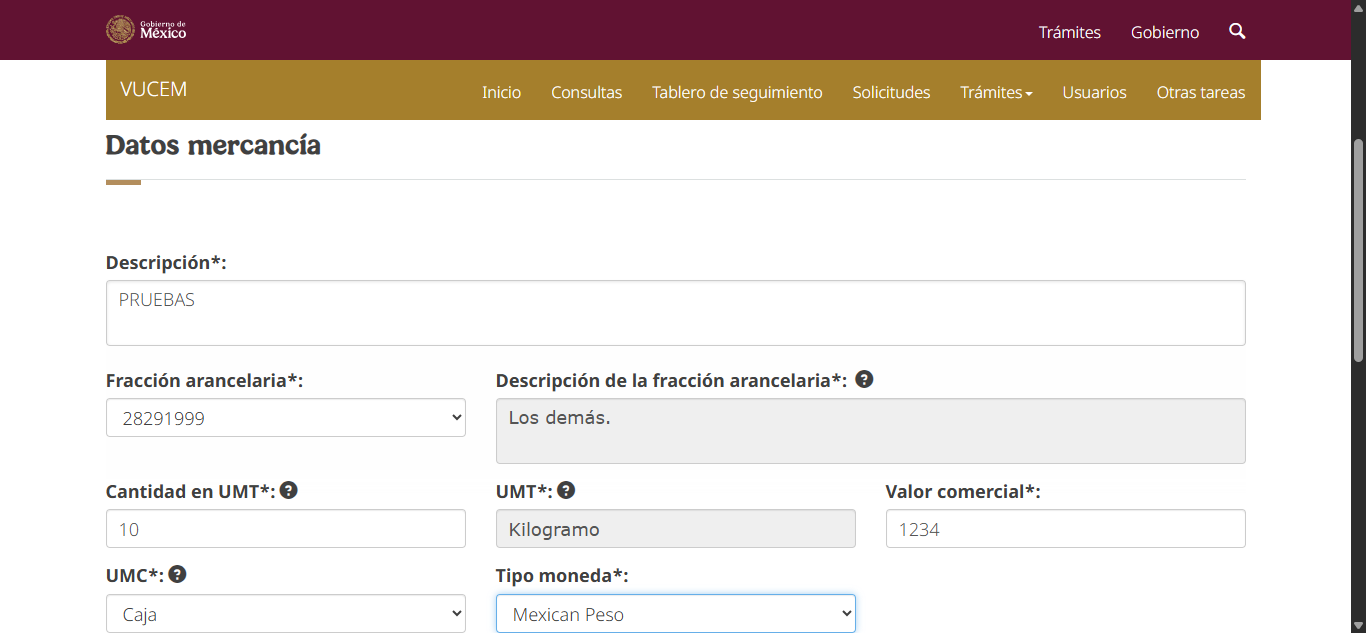 Gobierno de
México
Trámites
Gobierno
VUCEM
Inicio
Consultas
Tablero de seguimiento
Solicitudes
Trámites
Usuarios
Otras tareas
Datos mercancía
Descripción*:
PRUEBAS
Fracción arancelaria*:
Descripción de la fracción arancelaria*:
28291999
Los demás.
Cantidad en UMT*:
UMT*:
Valor comercial*:
10
Kilogramo
1234
UMC*:
Tipo moneda*:
Caja
Mexican Peso